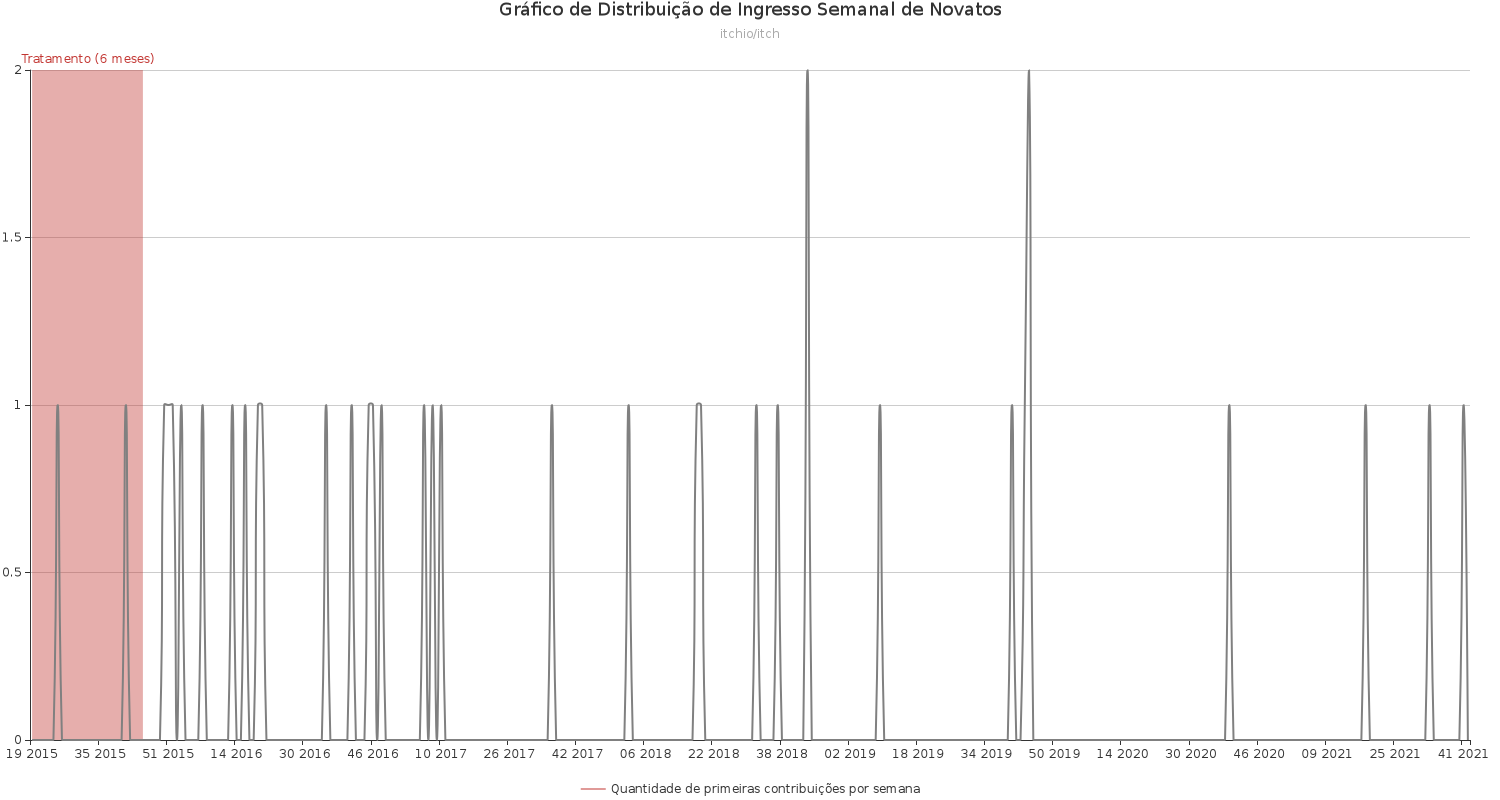 Gráfico de Distribuição de Ingresso Semanal de Novatos
itchio/itch
Tratamento (6 meses)
2
1.5
1
0.5
0
19 2015 35 2015 51 2015 14 2016 30 2016 46 2016 10 2017 26 2017 42 2017 06 2018 22 2018 38 2018 02 2019 18 2019 34 2019 50 2019 14 2020 30 2020 46 2020 09 2021 25 2021 41 2021
Quantidade de primeiras contribuições por semana